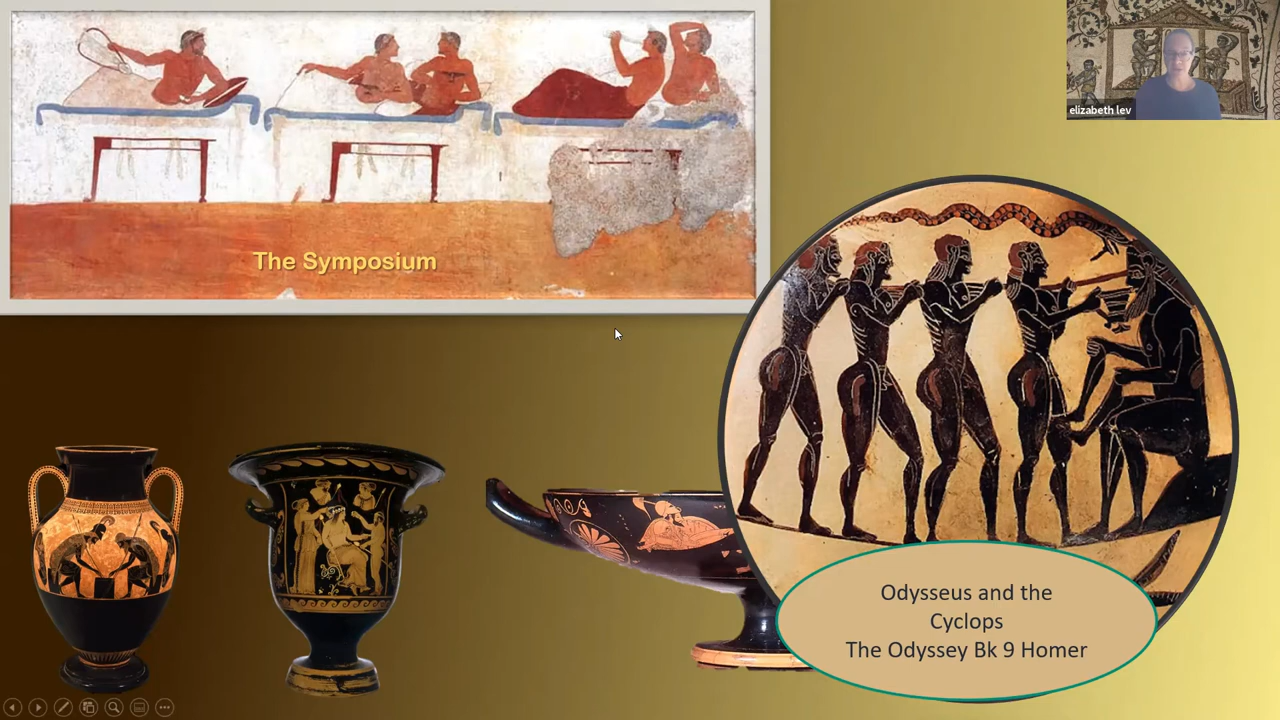 elizabeth lev
The Symposium
Odysseus and the
Cyclops
The Odyssey Bk 9 Homer